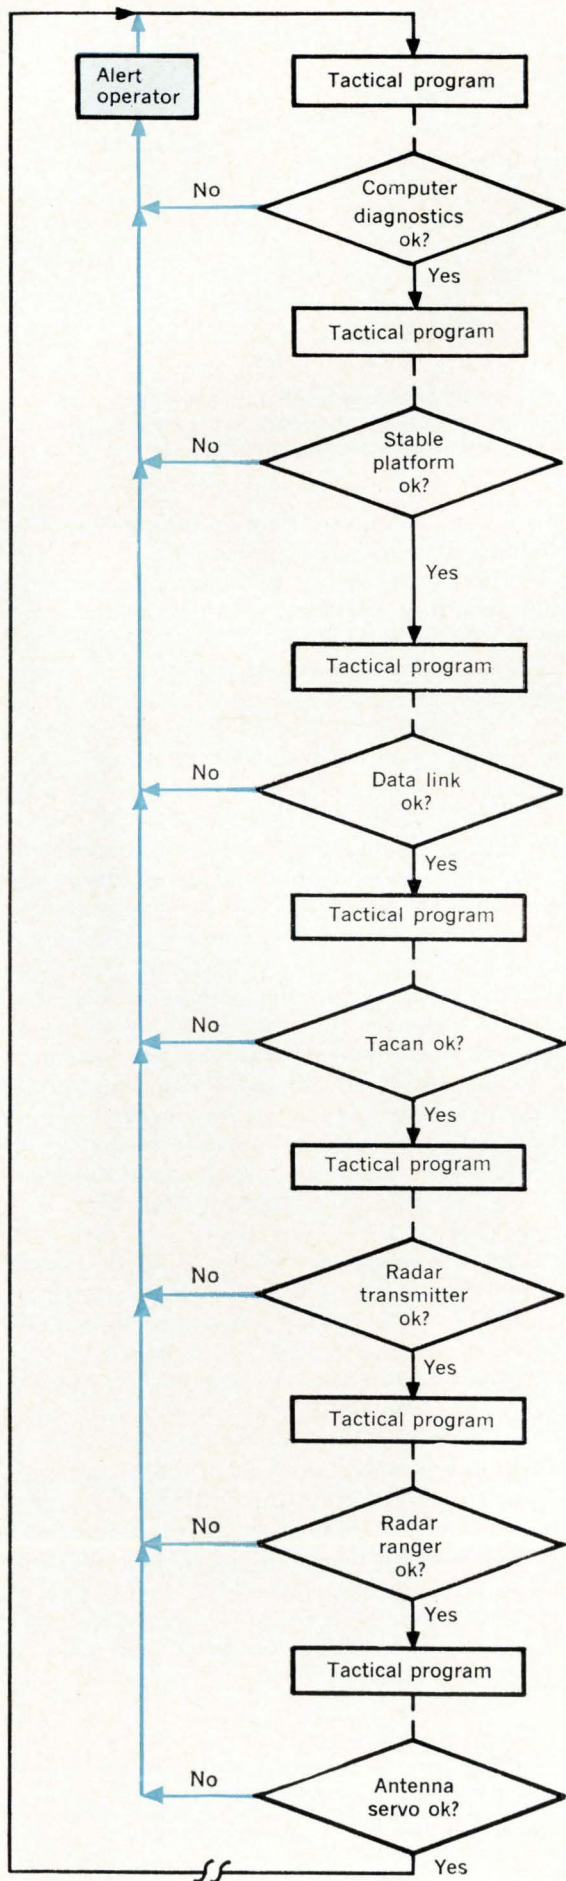 Alert
operator
Tactical program
Computer
diagnostics
ok?
No
Yes
Tactical program
Stable
platform
ok?
No
Yes
Tactical program
Data link
ok?
No
Yes
Tactical program
Tacan ok?
No
Yes
Tactical program
Radar
transmitter
ok?
No
Yes
Tactical program
Radar
ranger
ok?
No
Yes
Tactical program
Antenna
servo ok?
No
Yes